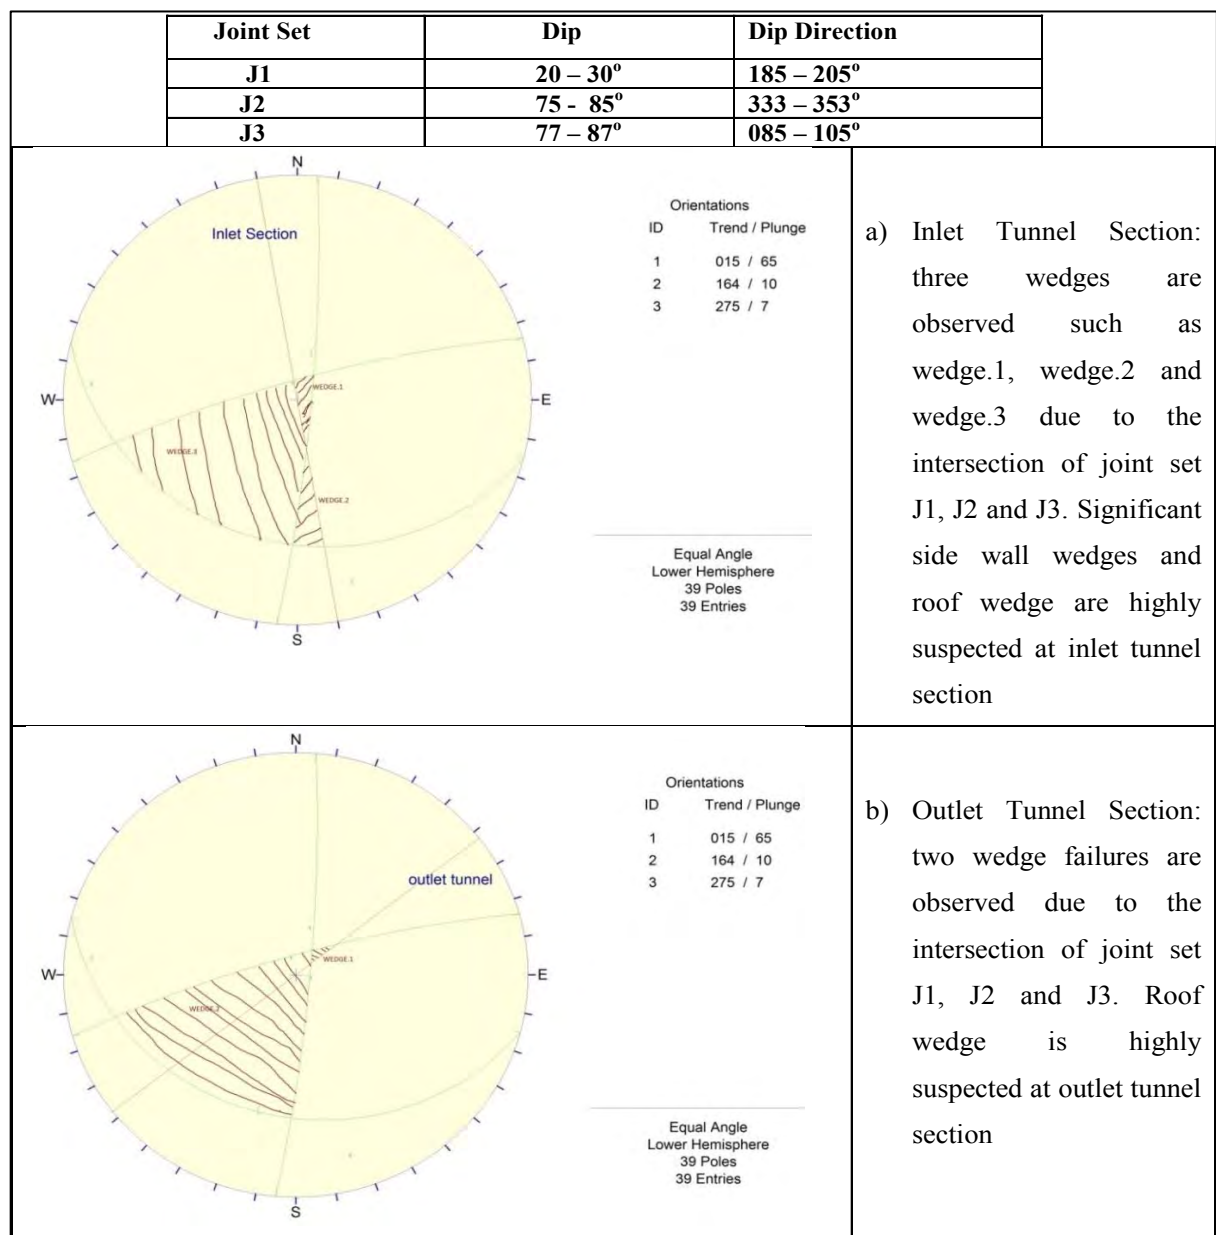 Joint Set Dip Dip Direction
J1 20 – 30º 185 – 205º
J2 75 - 85º 333 – 353º
J3 77 – 87º 085 – 105º
N
Inlet Section
W
E
S
WEDGE.1
WEDGE.3
WEDGE.2
Orientations
ID Trend / Plunge
1 015 / 65
2 164 / 10
3 275 / 7
Equal Angle
Lower Hemisphere
39 Poles
39 Entries
a) Inlet Tunnel Section:
three wedges are
observed such as
wedge.1, wedge.2 and
wedge.3 due to the
intersection of joint set
J1, J2 and J3. Significant
side wall wedges and
roof wedge are highly
suspected at inlet tunnel
section
N
outlet tunnel
W
E
S
WEDGE.1
WEDGE.2
Orientations
ID Trend / Plunge
1 015 / 65
2 164 / 10
3 275 / 7
Equal Angle
Lower Hemisphere
39 Poles
39 Entries
b) Outlet Tunnel Section:
two wedge failures are
observed due to the
intersection of joint set
J1, J2 and J3. Roof
wedge is highly
suspected at outlet tunnel
section